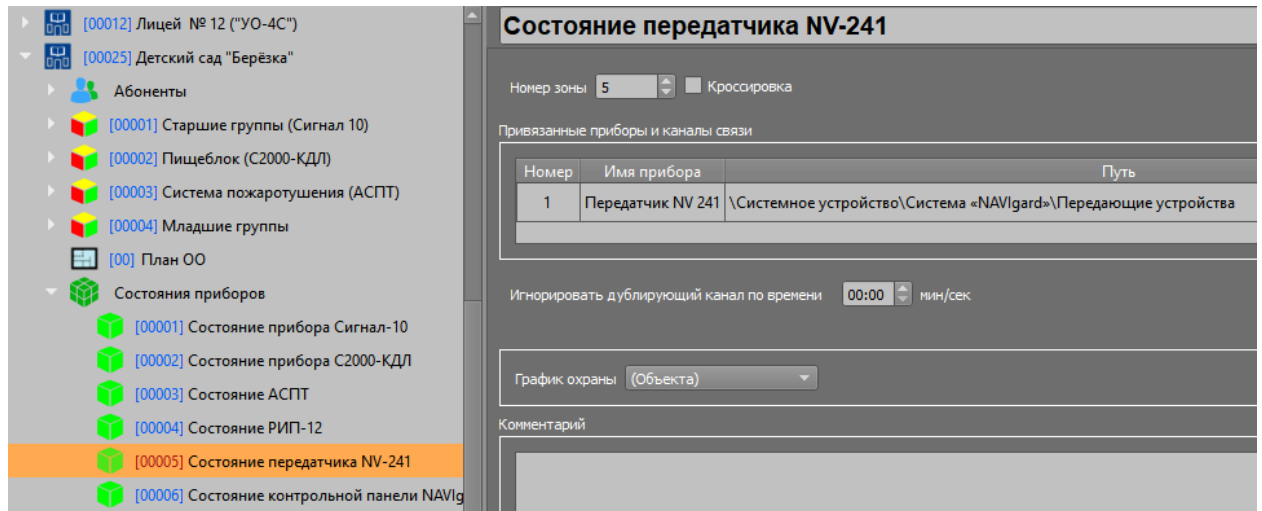 [00012] Лицей № 12 ("УО-4С")
[00025] Детский сад "Берёзка"
Абоненты
[00001] Старшие группы (Сигнал 10)
[00002] Пищеблок (С2000-КДЛ)
[00003] Система пожаротушения (АСПТ)
[00004] Младшие группы
[00] План ОО
Состояния приборов
[00001] Состояние прибора Сигнал-10
[00002] Состояние прибора С2000-КДЛ
[00003] Состояние АСПТ
[00004] Состояние РИП-12
[00005] Состояние передатчика NV-241
[00006] Состояние контрольной панели NAVIg
Состояние передатчика NV-241
Номер зоны 5 Кроссировка
Привязанные приборы и каналы связи
Номер Имя прибора Путь
1 Передатчик NV 241 \Системное устройство\Система «NAVIgard»\Передающие устройства
Игнорировать дублирующий канал по времени 00:00 мин/сек
График охраны (Объекта)
Комментарий